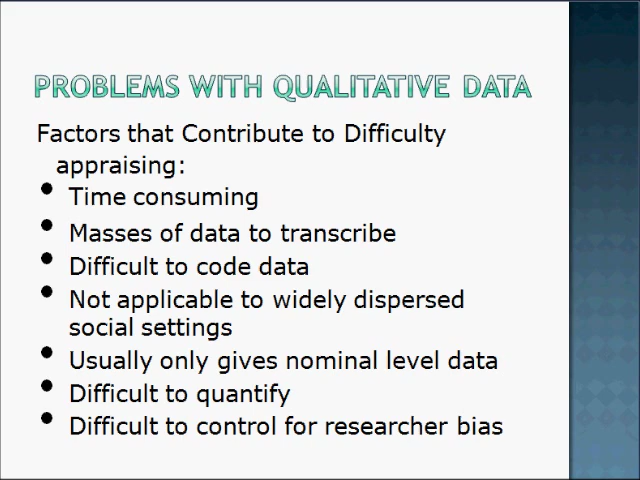 PROBLEMS WITH QUALITATIVE DATA
Factors that Contribute to Difficulty
appraising:
• Time consuming
• Masses of data to transcribe
• Difficult to code data
• Not applicable to widely dispersed
social settings
• Usually only gives nominal level data
• Difficult to quantify
• Difficult to control for researcher bias